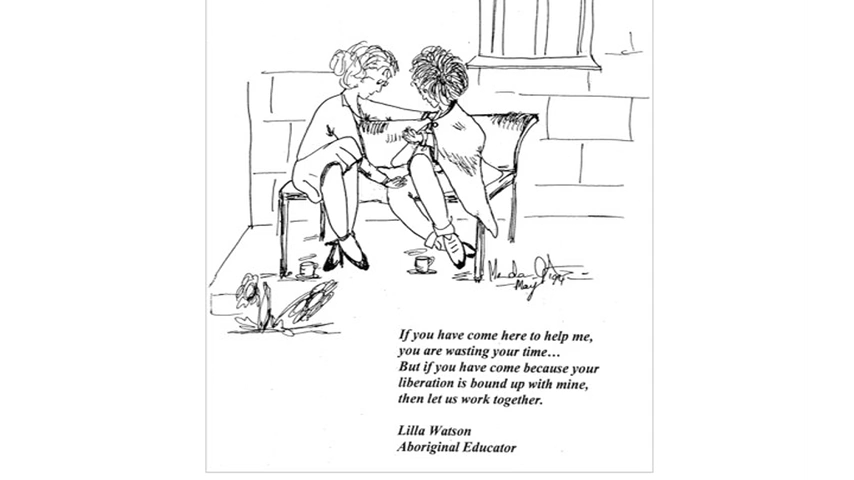 May
If you have come here to help me,
you are wasting your time…
But if you have come because your
liberation is bound up with mine,
then let us work together.
Lilla Watson
Aboriginal Educator